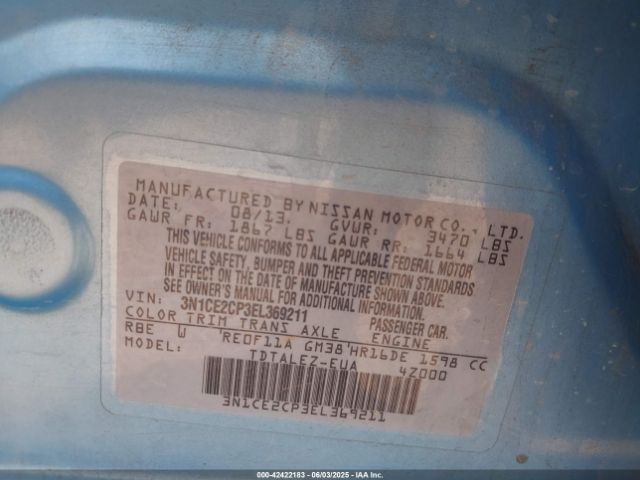 MANUFACTURED BY NISSAN MOTOR CO., LTD.
DATE: 08/13. GVWR: 3470 LBS
GAWR FR: 1867 LBS GAWR RR: 1664 LBS
THIS VEHICLE CONFORMS TO ALL APPLICABLE FEDERAL MOTOR
VEHICLE SAFETY, BUMPER AND THEFT PREVENTION STANDARDS
IN EFFECT ON THE DATE OF MANUFACTURE SHOWN ABOVE.
SEE OWNER'S MANUAL FOR ADDITIONAL INFORMATION.
VIN: 3N1CE2CP3EL369211 PASSENGER CAR.
COLOR TRIM TRANS AXLE ENGINE
RBE W RE0F11A GM38 HR16DE 1598 CC
MODEL: TDTALEZ-EUA 4Z000
3N1CE2CP3EL369211
000-42422183 - 06/03/2025 - IAA Inc.